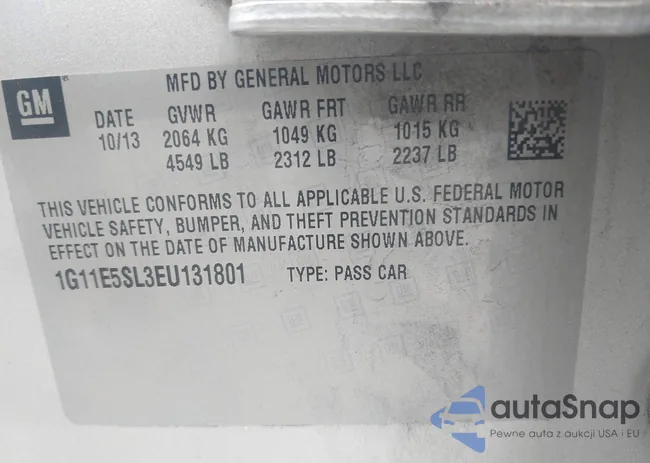 GM
MFD BY GENERAL MOTORS LLC
DATE GVWR GAWR FRT GAWR RR
10/13 2064 KG 1049 KG 1015 KG
4549 LB 2312 LB 2237 LB
THIS VEHICLE CONFORMS TO ALL APPLICABLE U.S. FEDERAL MOTOR
VEHICLE SAFETY, BUMPER, AND THEFT PREVENTION STANDARDS IN
EFFECT ON THE DATE OF MANUFACTURE SHOWN ABOVE.
1G11E5SL3EU131801 TYPE: PASS CAR
autaSnap
Pewne auta z aukcji USA i EU